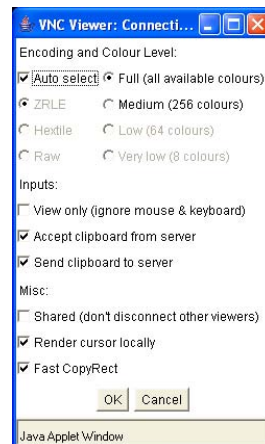 VNC Viewer: Connecti...
Encoding and Colour Level:
Auto select Full (all available colours)
ZRLE Medium (256 colours)
Hextile Low (64 colours)
Raw Very low (8 colours)
Inputs:
View only (ignore mouse & keyboard)
Accept clipboard from server
Send clipboard to server
Misc:
Shared (don't disconnect other viewers)
Render cursor locally
Fast CopyRect
OK Cancel
Java Applet Window